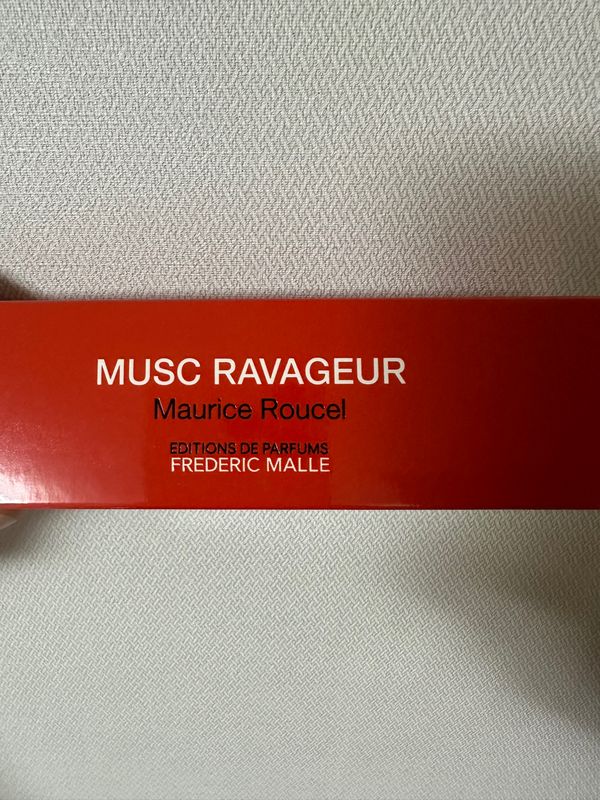 MUSC RAVAGEUR
Maurice Roucel
EDITIONS DE PARFUMS
FREDERIC MALLE